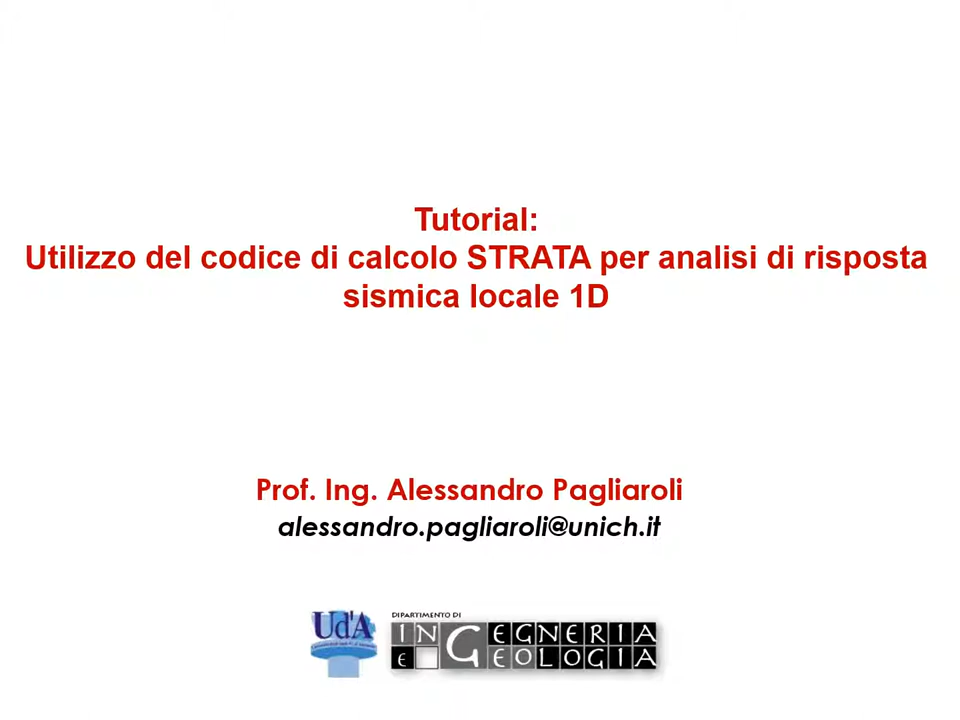 Tutorial:
Utilizzo del codice di calcolo STRATA per analisi di risposta
sismica locale 1D
Prof. Ing. Alessandro Pagliaroli
alessandro.pagliaroli@unich.it
Ud'A
DIPARTIMENTO DI
INGEGNERIA
E GEOLOGIA